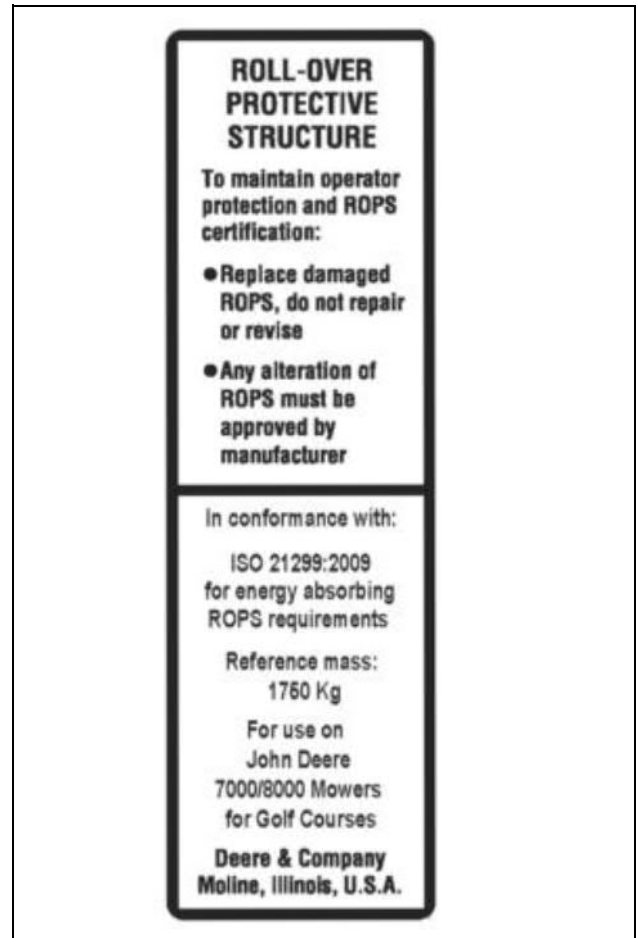 ROLL-OVER
PROTECTIVE
STRUCTURE
To maintain operator
protection and ROPS
certification:
●Replace damaged
ROPS, do not repair
or revise
●Any alteration of
ROPS must be
approved by
manufacturer
In conformance with:
ISO 21299:2009
for energy absorbing
ROPS requirements
Reference mass:
1750 Kg
For use on
John Deere
7000/8000 Mowers
for Golf Courses
Deere & Company
Moline, Illinois, U.S.A.